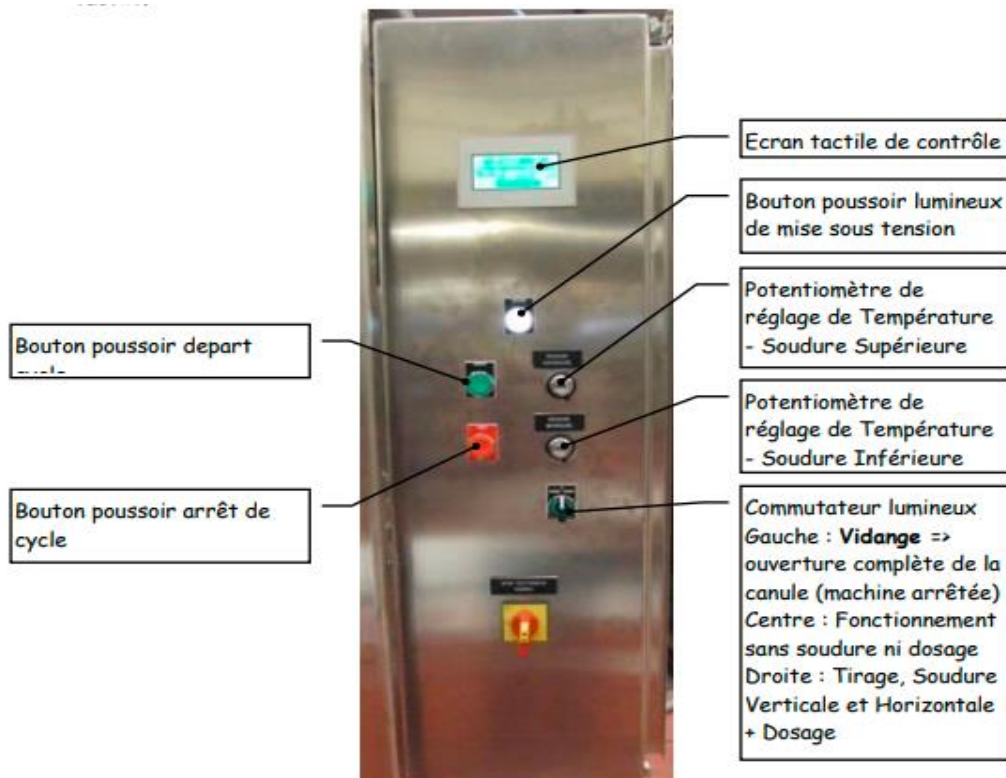 Ecran tactile de contrôle
Bouton poussoir lumineux
de mise sous tension
Potentiomètre de
réglage de Température
- Soudure Supérieure
Bouton poussoir depart
Potentiomètre de
réglage de Température
- Soudure Inférieure
Bouton poussoir arrêt de
cycle
Commutateur lumineux
Gauche : Vidange =>
ouverture complète de la
canule (machine arrêtée)
Centre : Fonctionnement
sans soudure ni dosage
Droite : Tirage, Soudure
Verticale et Horizontale
+ Dosage